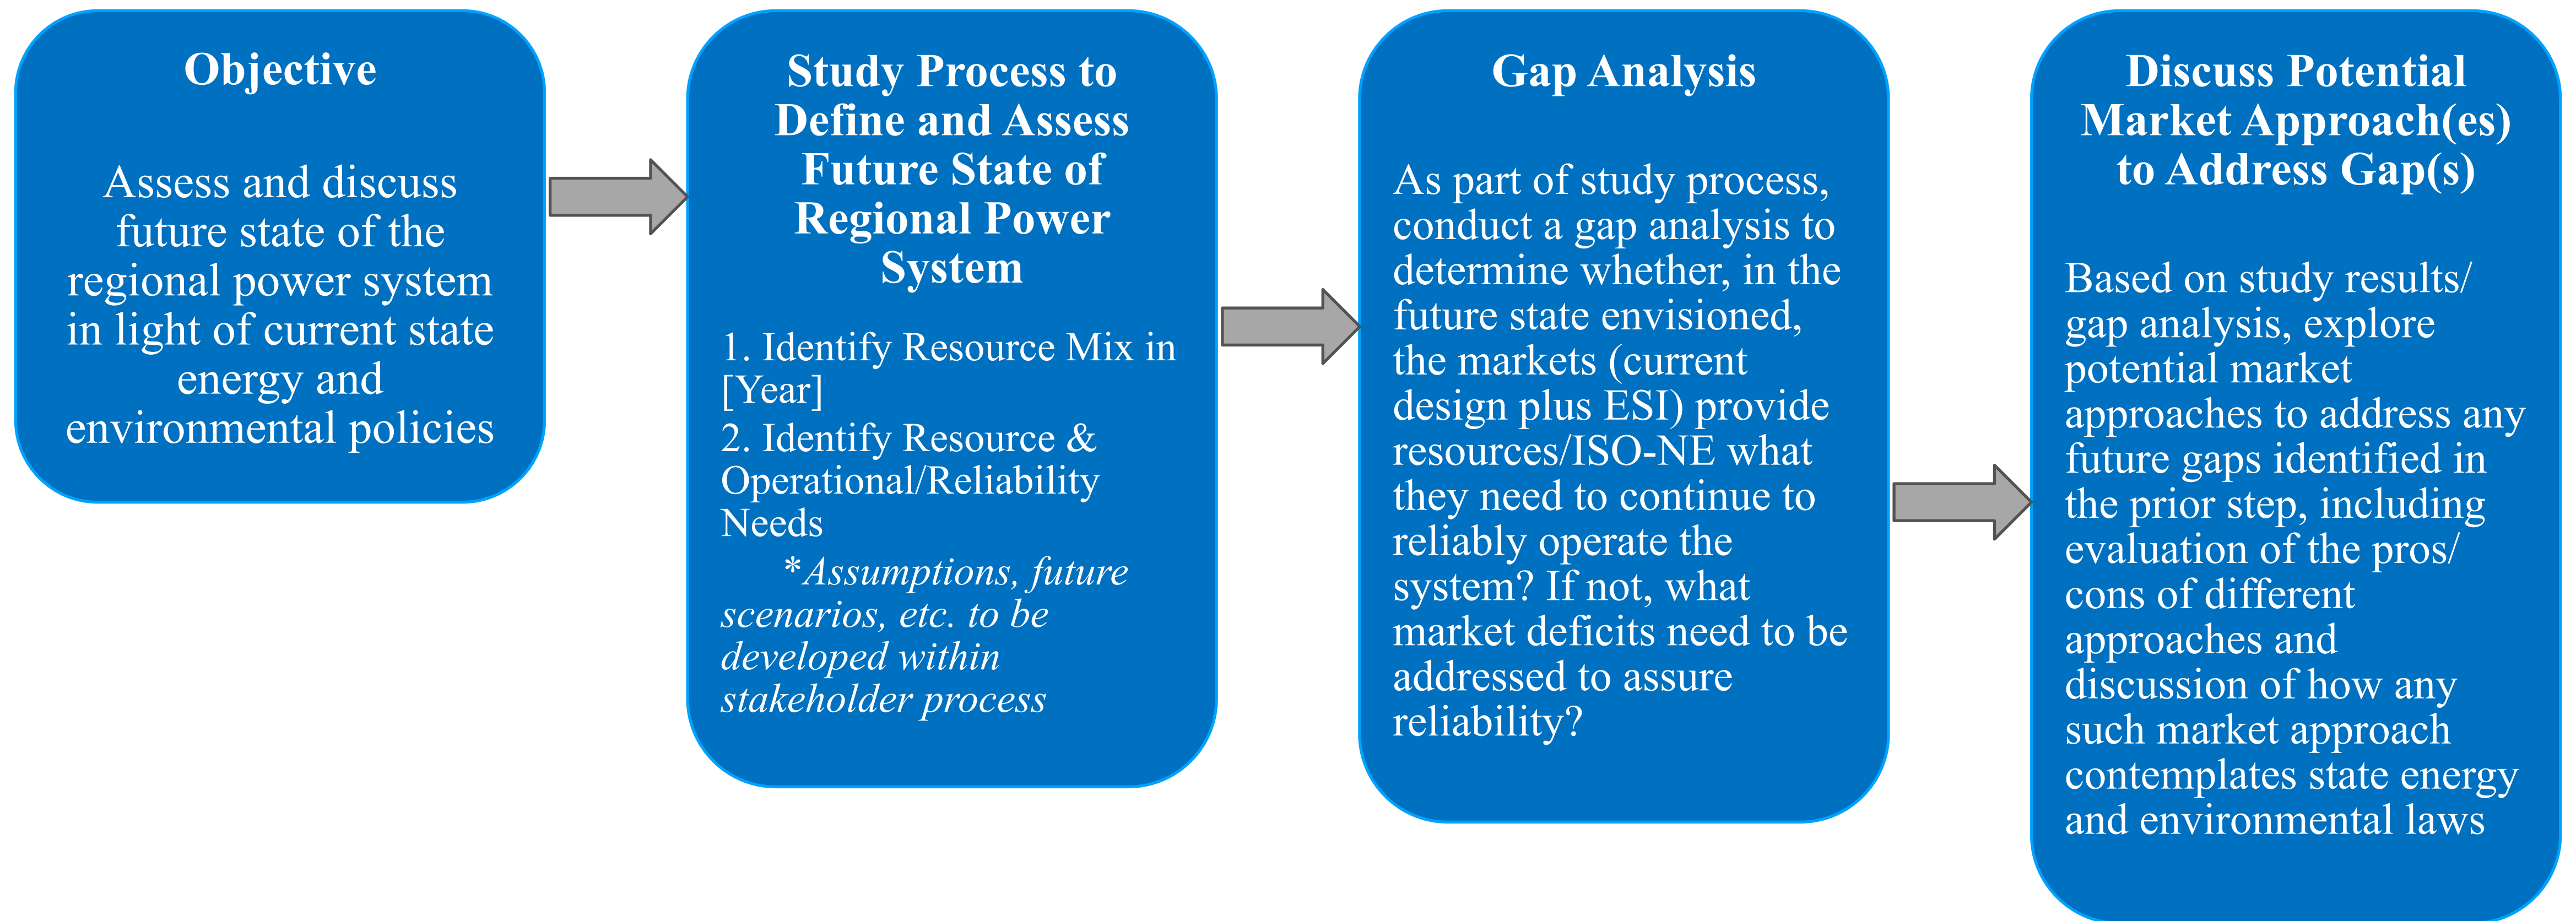 Objective
Assess and discuss
future state of the
regional power system
in light of current state
energy and
environmental policies
Study Process to
Define and Assess
Future State of
Regional Power
System
1. Identify Resource Mix in
[Year]
2. Identify Resource &
Operational/Reliability
Needs
*Assumptions, future
scenarios, etc. to be
developed within
stakeholder process
Gap Analysis
As part of study process,
conduct a gap analysis to
determine whether, in the
future state envisioned,
the markets (current
design plus ESI) provide
resources/ISO-NE what
they need to continue to
reliably operate the
system? If not, what
market deficits need to be
addressed to assure
reliability?
Discuss Potential
Market Approach(es)
to Address Gap(s)
Based on study results/
gap analysis, explore
potential market
approaches to address any
future gaps identified in
the prior step, including
evaluation of the pros/
cons of different
approaches and
discussion of how any
such market approach
contemplates state energy
and environmental laws